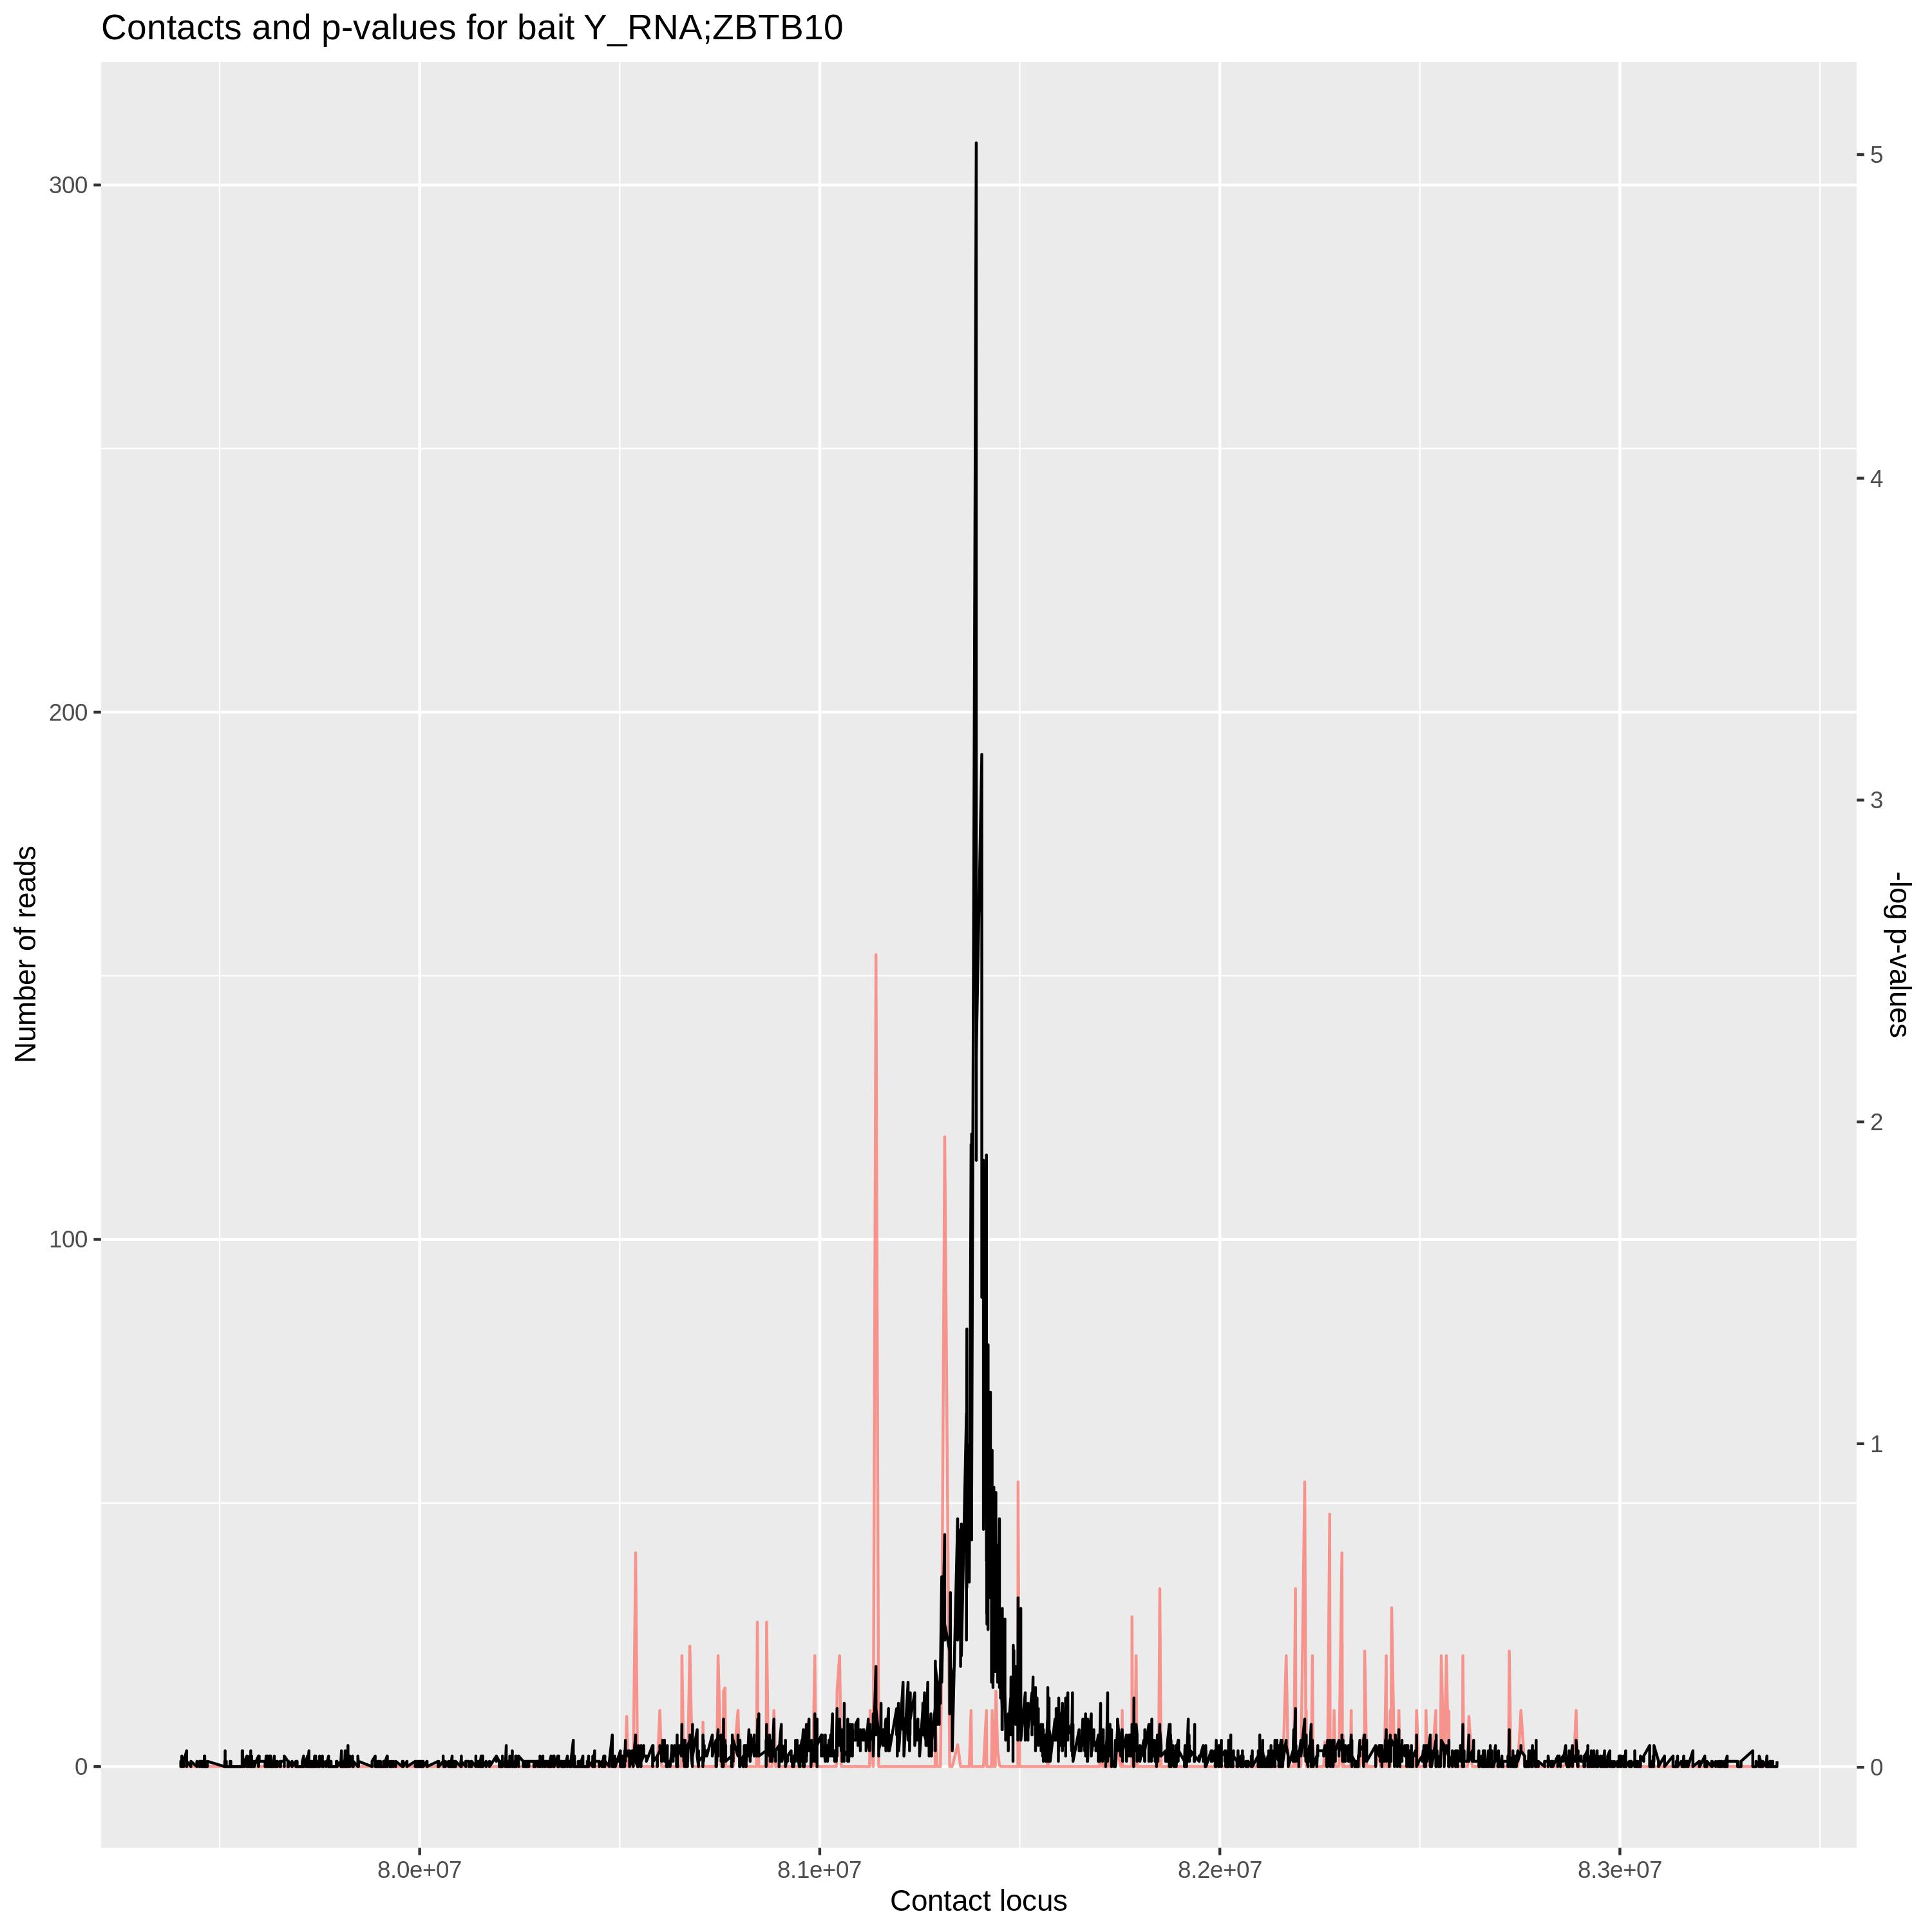 Contacts and p-values for bait Y_RNA;ZBTB10
300
200
100
0
Number of reads
5
4
3
2
1
0
-log p-values
8.0e+07 8.1e+07 8.2e+07 8.3e+07
Contact locus